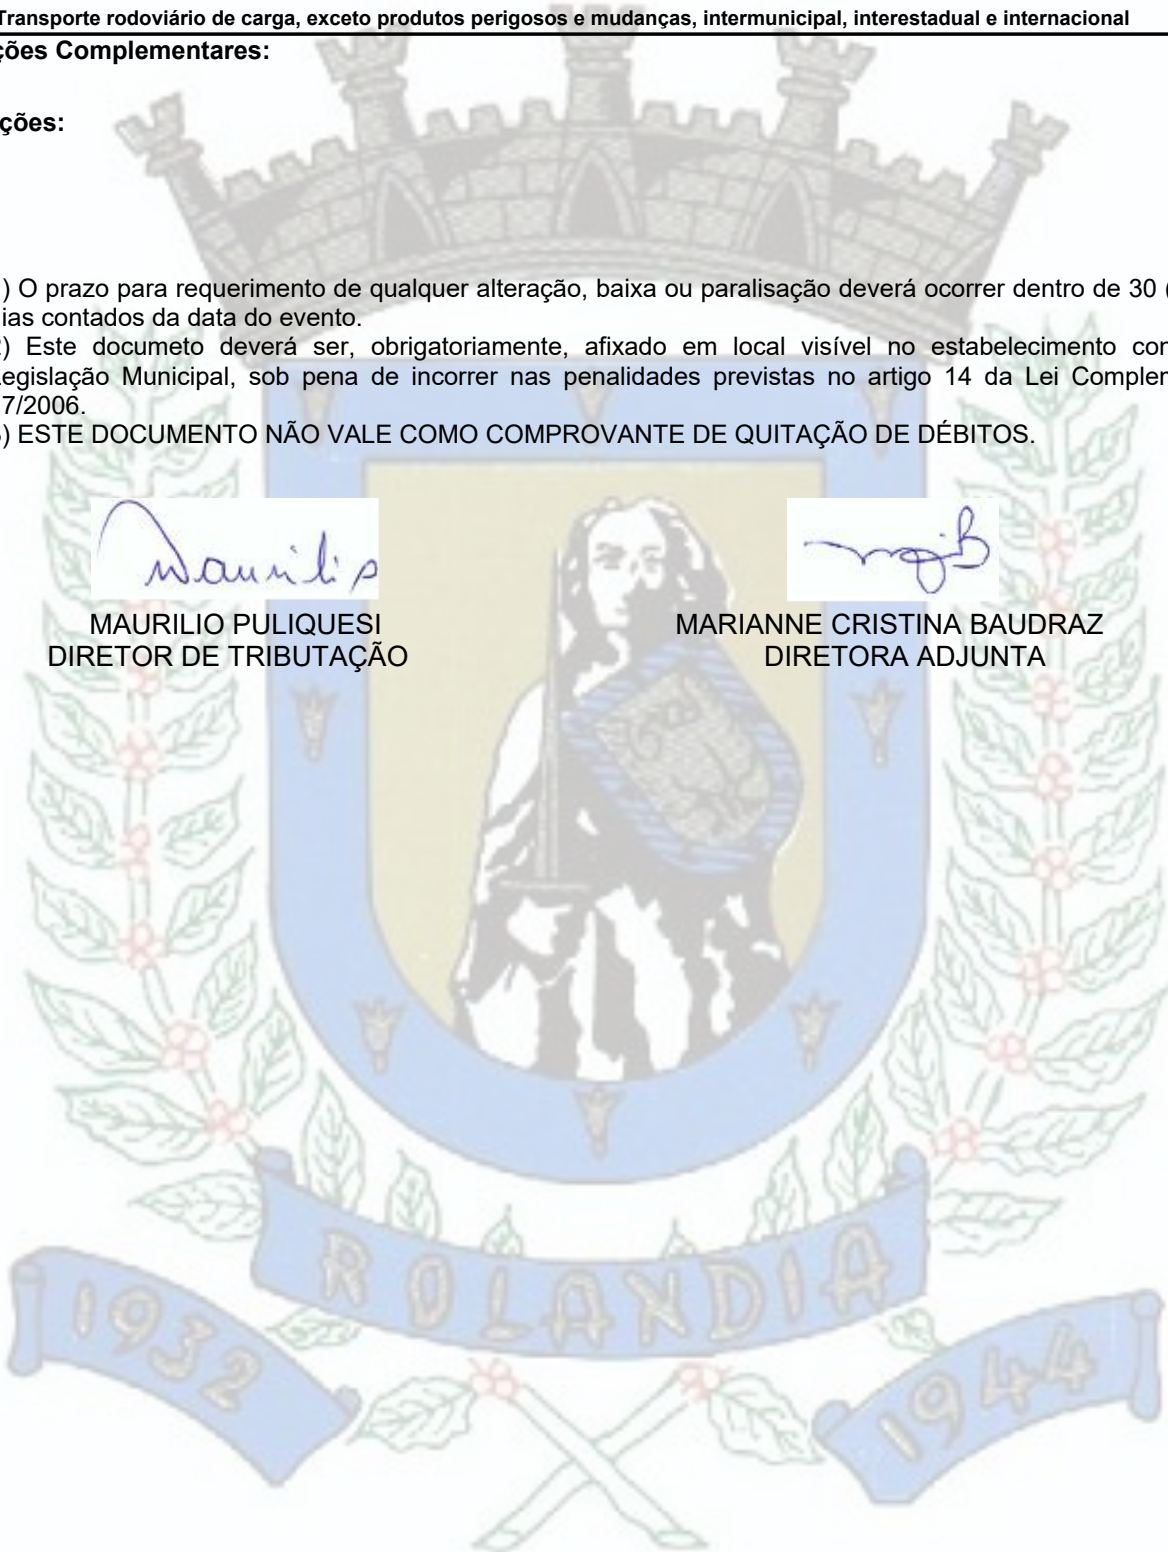 Transporte rodoviário de carga, exceto produtos perigosos e mudanças, intermunicipal, interestadual e internacional
ções Complementares:
ções:
) O prazo para requerimento de qualquer alteração, baixa ou paralisação deverá ocorrer dentro de 30 (
ias contados da data do evento.
) Este documeto deverá ser, obrigatoriamente, afixado em local visível no estabelecimento con
egislação Municipal, sob pena de incorrer nas penalidades previstas no artigo 14 da Lei Complem
7/2006.
) ESTE DOCUMENTO NÃO VALE COMO COMPROVANTE DE QUITAÇÃO DE DÉBITOS.
Maurilio
MAURILIO PULIQUESI
DIRETOR DE TRIBUTAÇÃO
MARIANNE CRISTINA BAUDRAZ
DIRETORA ADJUNTA
ROLANDIA
1932
1944